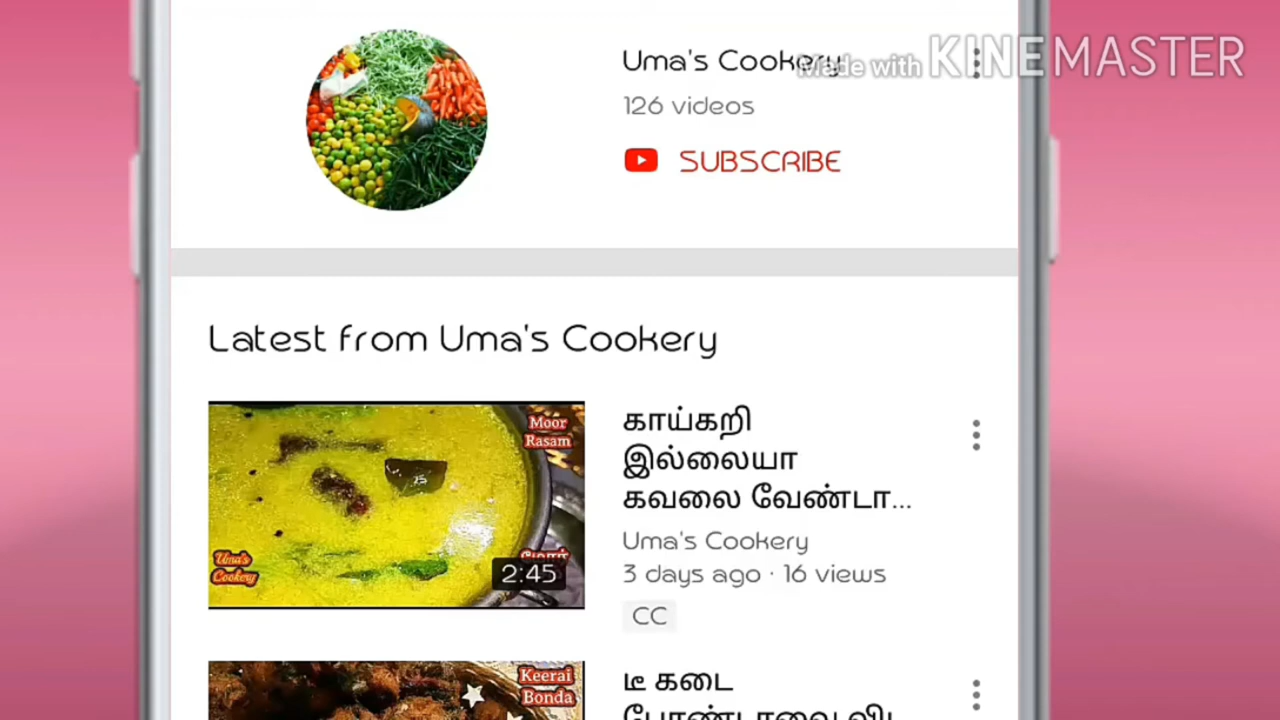 Uma's Cookery
Made with KINEMASTER
126 videos
SUBSCRIBE
Latest from Uma's Cookery
Moor
Rasam
Uma's
Cookery
மோர்
2:45
காய்கறி
இல்லையா
கவலை வேண்டா...
Uma's Cookery
3 days ago · 16 views
CC
Keerai
Bonda
டீ கடை